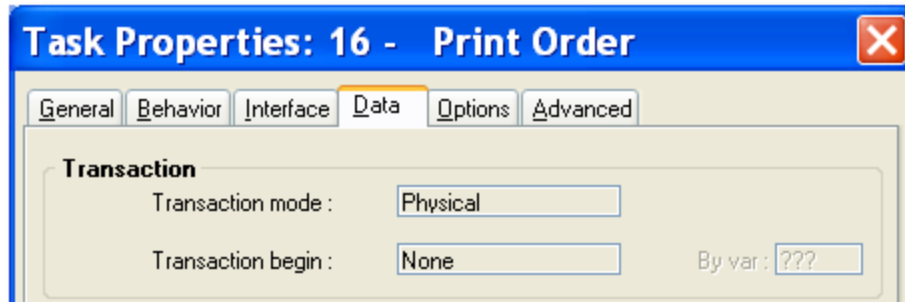 Task Properties: 16 - Print Order
General Behavior Interface Data Options Advanced
Transaction
Transaction mode : Physical
Transaction begin : None By var : ???